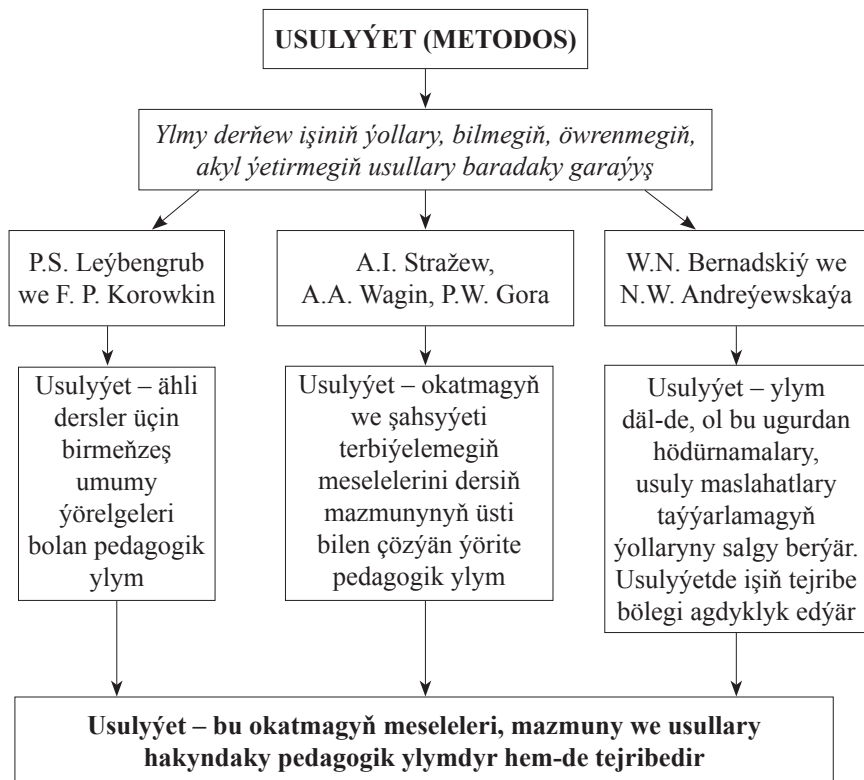 USULYÝET (METODOS)
Ylmy derňew işiniň ýollary, bilmegiň, öwrenmegiň,
akyl ýetirmegiň usullary baradaky garaýyş
P.S. Leýbengrub
we F. P. Korowkin
A.I. Stražew,
A.A. Wagin, P.W. Gora
W.N. Bernadskiý we
N.W. Andreýewskaýa
Usulyýet – ähli
dersler üçin
birmeňzeş
umumy
ýörelgeleri
bolan pedagogik
ylym
Usulyýet – okatmagyň
we şahsyýeti
terbiýelemegiň
meselelerini dersiň
mazmunynyň üsti
bilen çözýän ýörite
pedagogik ylym
Usulyýet – ylym
däl-de, ol bu ugurdan
hödürnamalary,
usuly maslahatlary
taýýarlamagyň
ýollaryny salgy berýär.
Usulyýetde işiň tejribe
bölegi agdyklyk edýär
Usulyýet – bu okatmagyň meseleleri, mazmuny we usullary
hakyndaky pedagogik ylymdyr hem-de tejribedir